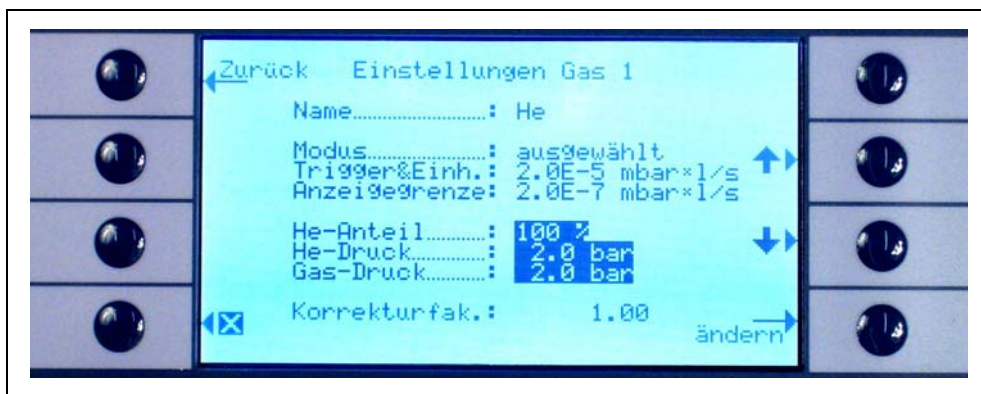 Zurück Einstellungen Gas 1
Name..............: He
Modus.............: ausgewählt
Trigger&Einh.: 2.0E-5 mbar*l/s
Anzeigegrenze: 2.0E-7 mbar*l/s
He-Anteil..........: 100 %
He-Druck...........: 2.0 bar
Gas-Druck..........: 2.0 bar
Korrekturfak.: 1.00
ändern